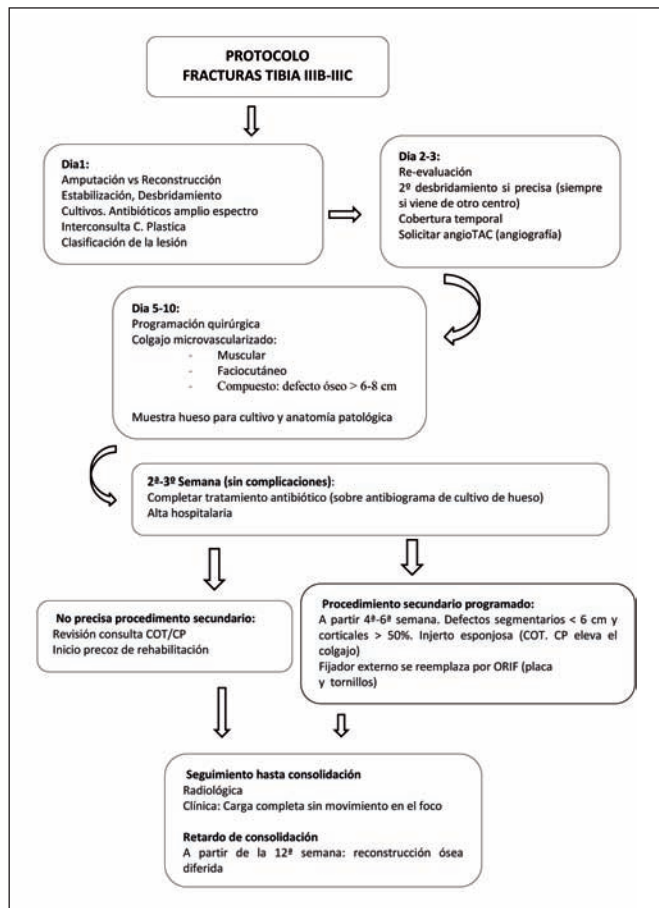 PROTOCOLO
FRACTURAS TIBIA IIIB-IIIC
Dia1:
Amputación vs Reconstrucción
Estabilización, Desbridamiento
Cultivos. Antibióticos amplio espectro
Interconsulta C. Plastica
Clasificación de la lesión
Dia 2-3:
Re-evaluación
2º desbridamiento si precisa (siempre
si viene de otro centro)
Cobertura temporal
Solicitar angioTAC (angiografía)
Dia 5-10:
Programación quirúrgica
Colgajo microvascularizado:
- Muscular
- Faciocutáneo
- Compuesto: defecto óseo > 6-8 cm
Muestra hueso para cultivo y anatomía patológica
2ª-3º Semana (sin complicaciones):
Completar tratamiento antibiótico (sobre antibiograma de cultivo de hueso)
Alta hospitalaria
No precisa procedimento secundario:
Revisión consulta COT/CP
Inicio precoz de rehabilitación
Procedimiento secundario programado:
A partir 4ª-6ª semana. Defectos segmentarios < 6 cm y
corticales > 50%. Injerto esponjosa (COT. CP eleva el
colgajo)
Fijador externo se reemplaza por ORIF (placa
y tornillos)
Seguimiento hasta consolidación
Radiológica
Clínica: Carga completa sin movimiento en el foco
Retardo de consolidación
A partir de la 12ª semana: reconstrucción ósea
diferida